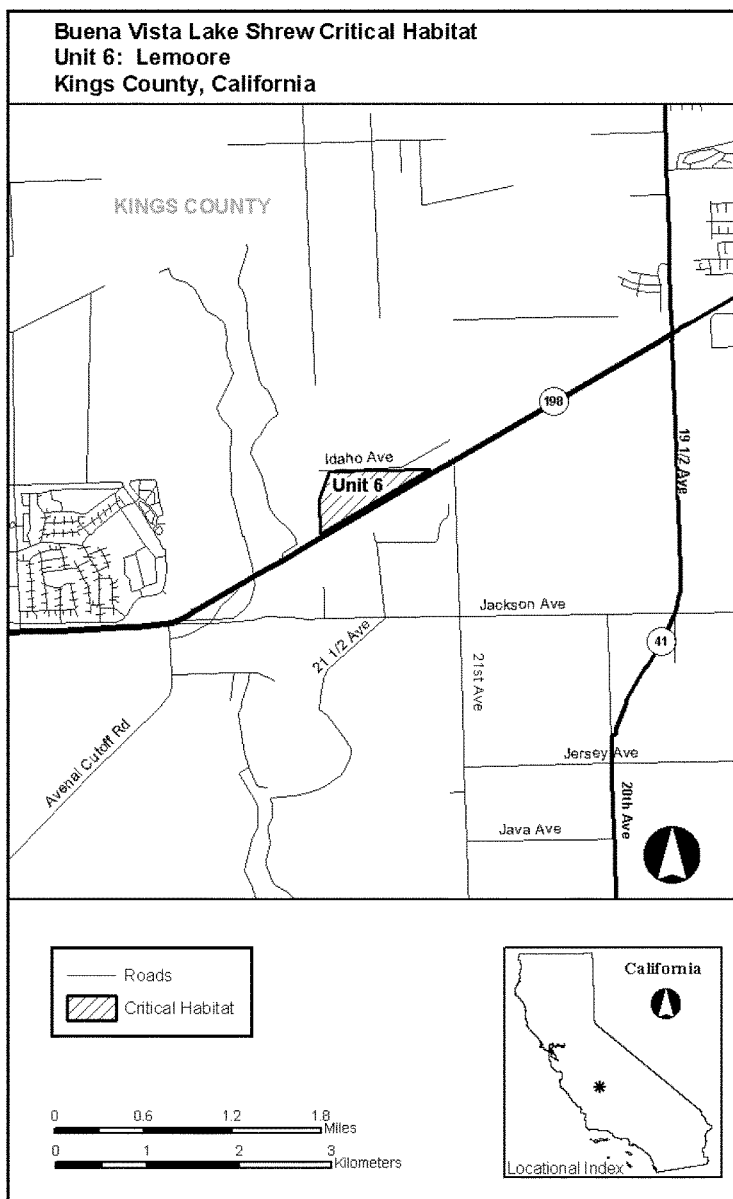 Buena Vista Lake Shrew Critical Habitat
Unit 6: Lemoore
Kings County, California
KINGS COUNTY
198
Idaho Ave
Unit 6
19 1/2 Ave
Jackson Ave
41
21 1/2 Ave
21st Ave
Avenal Cutoff Rd
Jersey Ave
20th Ave
Java Ave
Roads
Critical Habitat
California
Locational Index
0 0.6 1.2 1.8
Miles
0 1 2 3
Kilometers